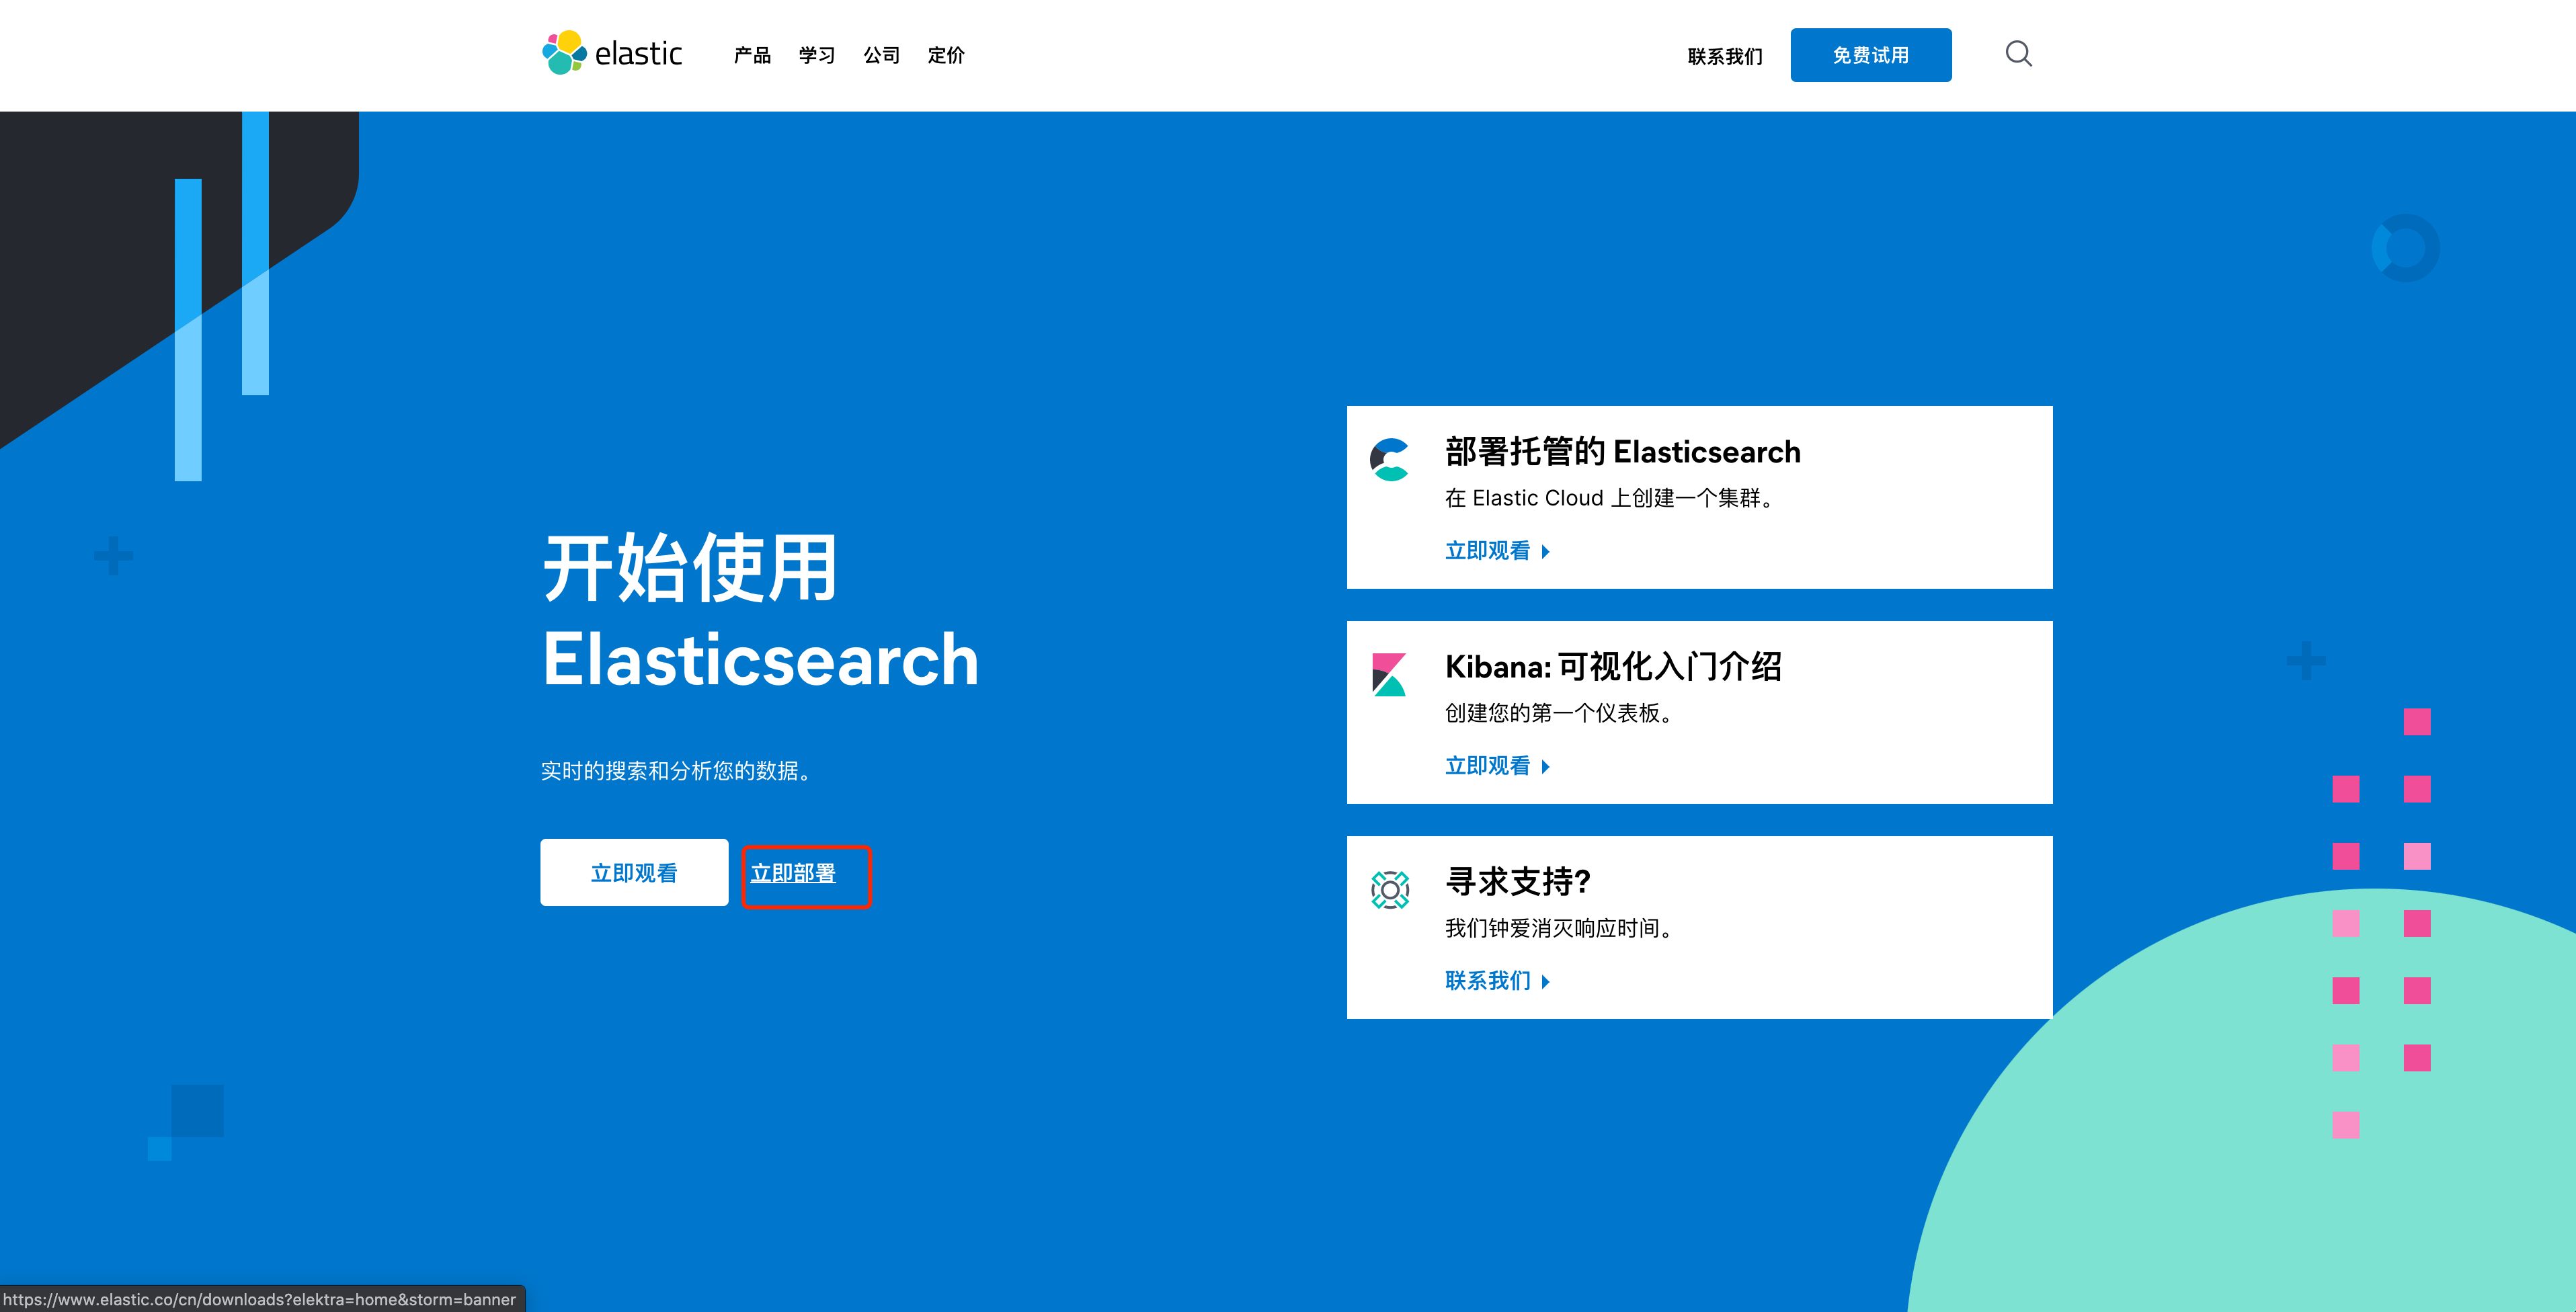 elastic 产品 学习 公司 定价 联系我们 免费试用
开始使用
Elasticsearch
实时的搜索和分析您的数据。
立即观看 立即部署
部署托管的 Elasticsearch
在 Elastic Cloud 上创建一个集群。
立即观看
Kibana: 可视化入门介绍
创建您的第一个仪表板。
立即观看
寻求支持?
我们钟爱消灭响应时间。
联系我们
https://www.elastic.co/cn/downloads?elektra=home&storm=banner